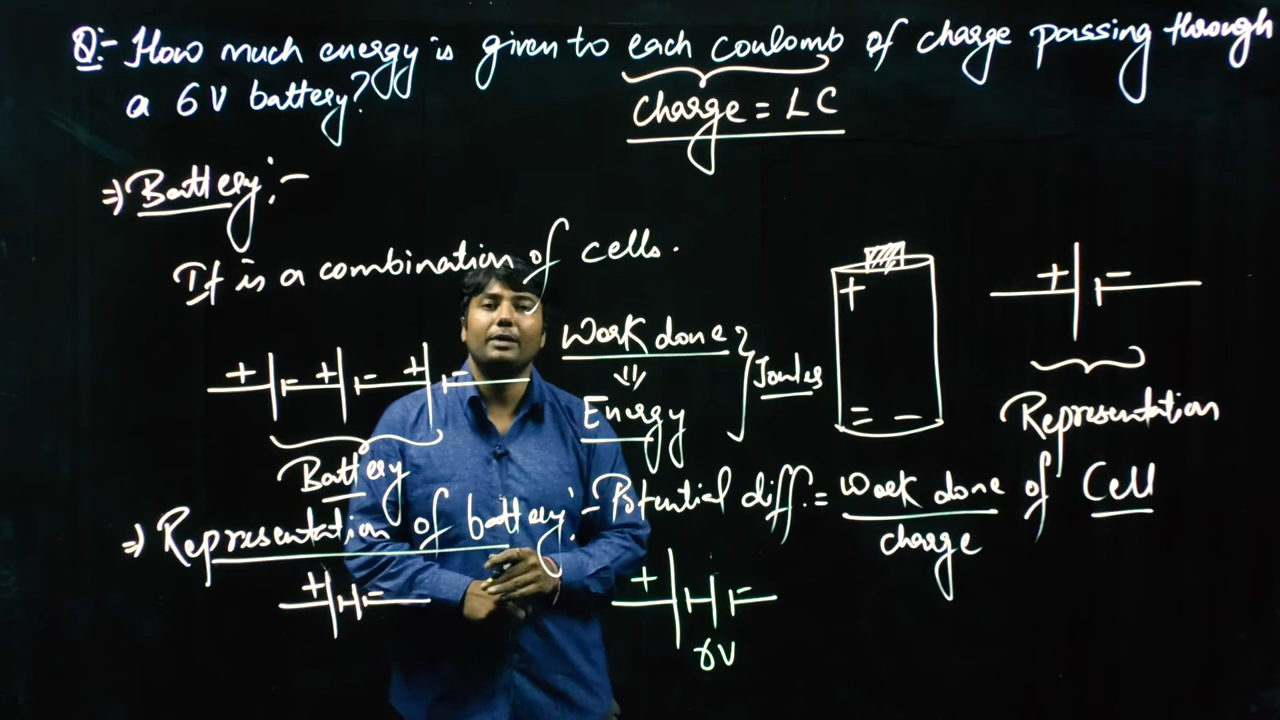 Q:- How much energy is given to each coulomb of charge passing through
a 6 V battery?
charge = 1C
⇒ Battery:-
It is a combination of cells.
+ - + - + -
Battery
Work done
=
Energy
Joules
+
-
+ -
Representation
of Cell
⇒ Representation of battery:-
Potential diff. = work done
charge
+ -
+ -
6V